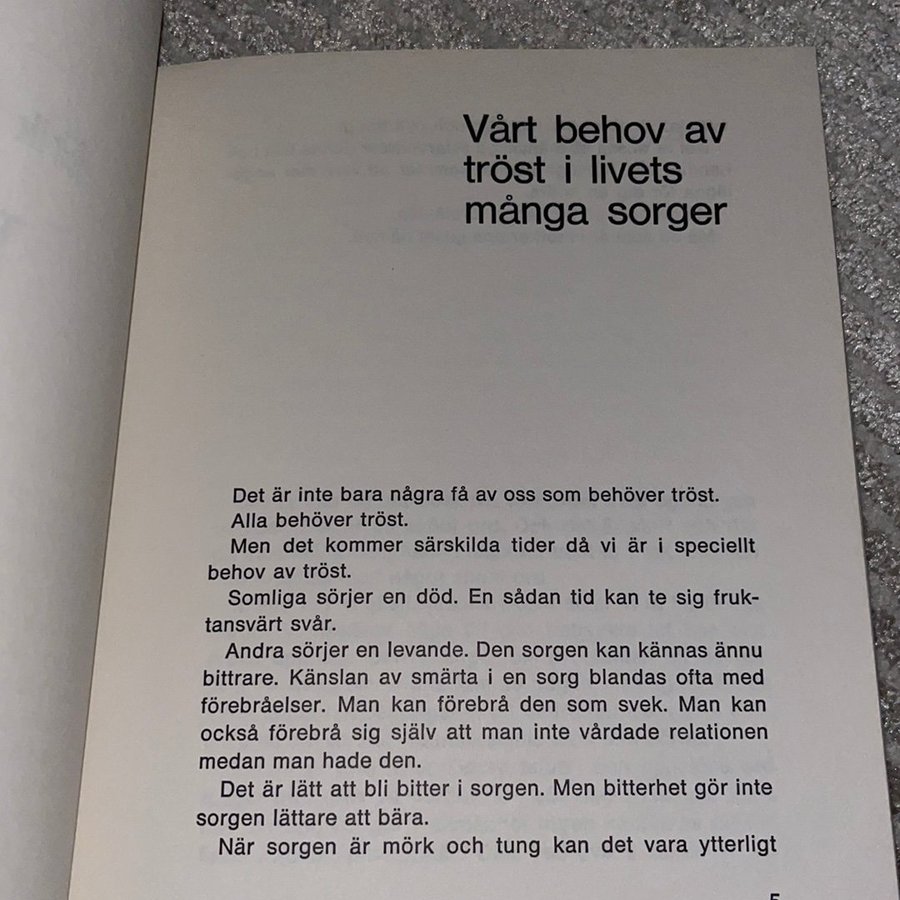 Vårt behov av
tröst i livets
många sorger
Det är inte bara några få av oss som behöver tröst.
Alla behöver tröst.
Men det kommer särskilda tider då vi är i speciellt
behov av tröst.
Somliga sörjer en död. En sådan tid kan te sig fruk-
tansvärt svår.
Andra sörjer en levande. Den sorgen kan kännas ännu
bittrare. Känslan av smärta i en sorg blandas ofta med
förebråelser. Man kan förebrå den som svek. Man kan
också förebrå sig själv att man inte vårdade relationen
medan man hade den.
Det är lätt att bli bitter i sorgen. Men bitterhet gör inte
sorgen lättare att bära.
När sorgen är mörk och tung kan det vara ytterligt
5